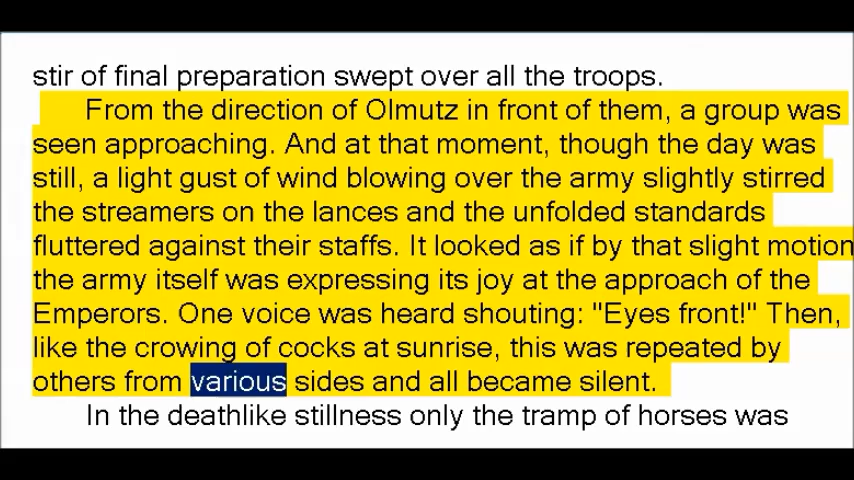 stir of final preparation swept over all the troops.
From the direction of Olmutz in front of them, a group was
seen approaching. And at that moment, though the day was
still, a light gust of wind blowing over the army slightly stirred
the streamers on the lances and the unfolded standards
fluttered against their staffs. It looked as if by that slight motion
the army itself was expressing its joy at the approach of the
Emperors. One voice was heard shouting: "Eyes front!" Then,
like the crowing of cocks at sunrise, this was repeated by
others from various sides and all became silent.
In the deathlike stillness only the tramp of horses was